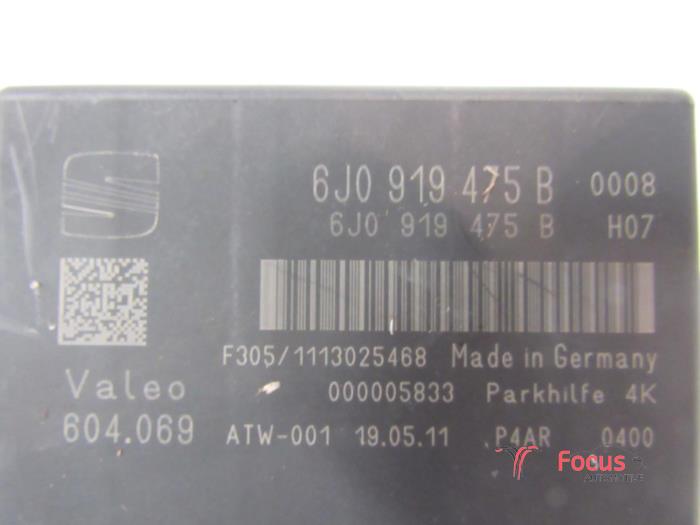 6J0 919 475 B 0008
6J0 919 475 B H07
F305/1113025468 Made in Germany
Valeo 000005833 Parkhilfe 4K
604.069 ATW-001 19.05.11 P4AR 0400
Focus
AUTOMOTIVE